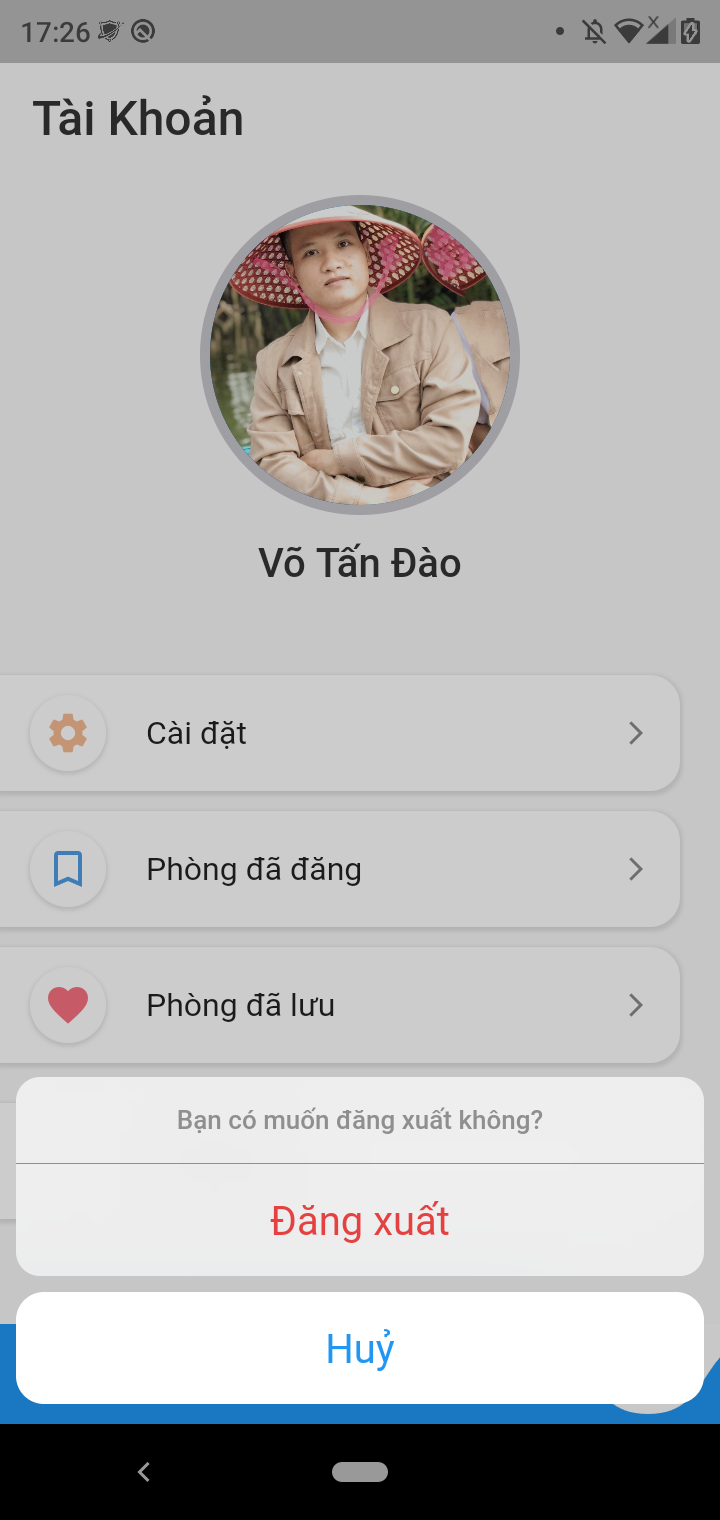 17:26
Tài Khoản
Võ Tấn Đào
Cài đặt
Phòng đã đăng
Phòng đã lưu
Bạn có muốn đăng xuất không?
Đăng xuất
Huỷ